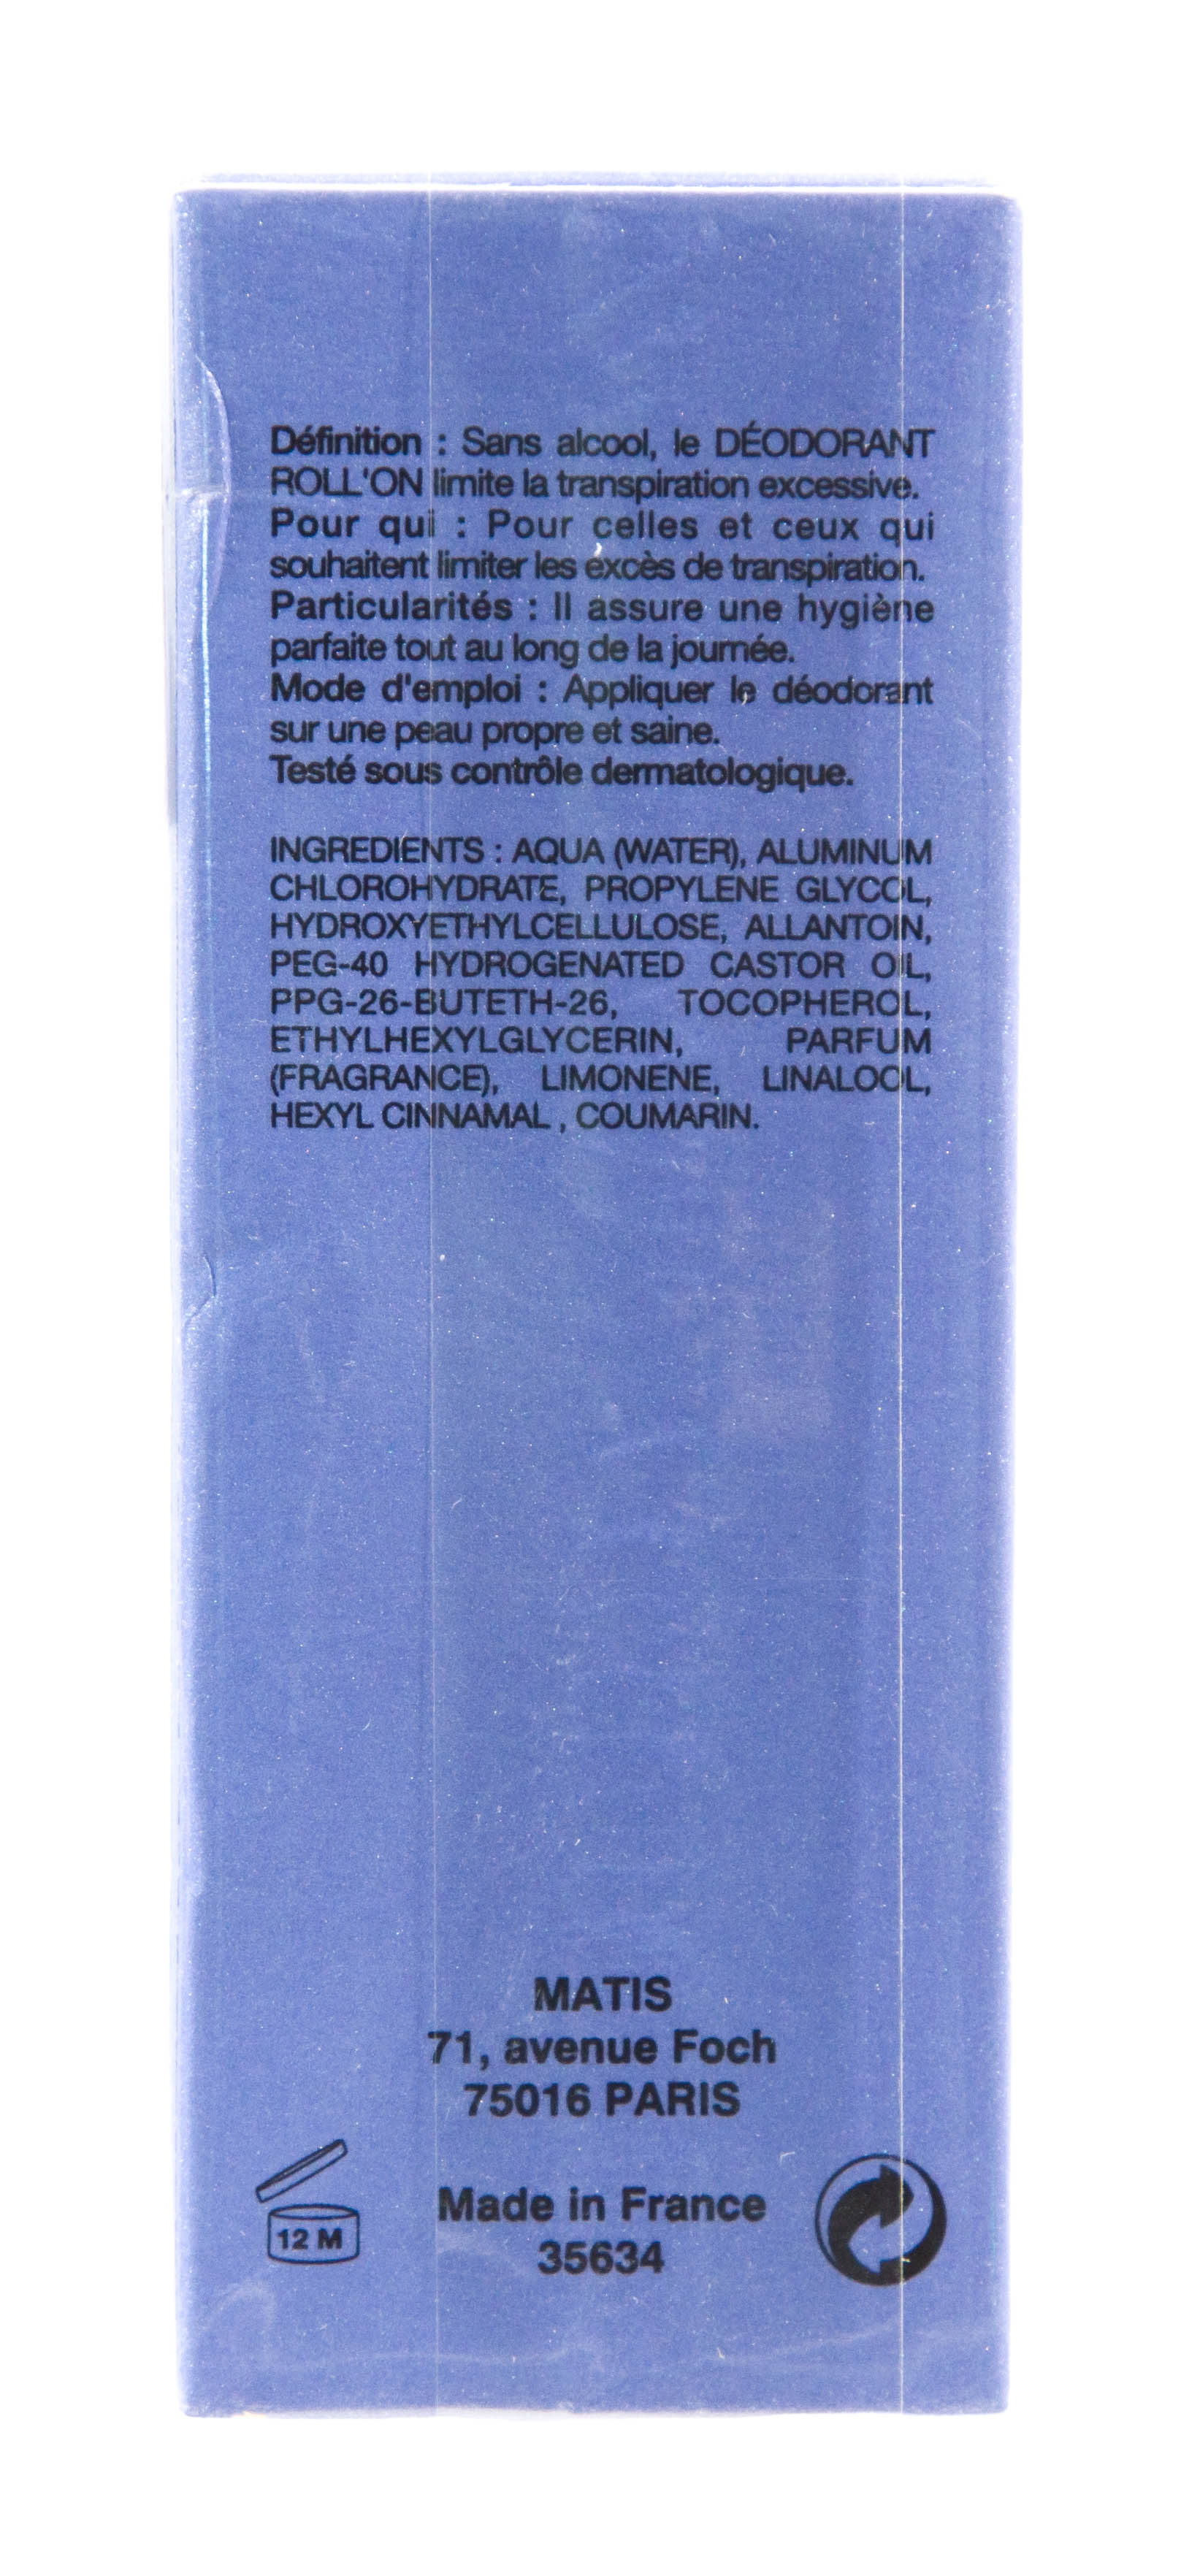 Définition : Sans alcool, le DÉODORANT
ROLL'ON limite la transpiration excessive.
Pour qui : Pour celles et ceux qui
souhaitent limiter les excès de transpiration.
Particularités : Il assure une hygiène
parfaite tout au long de la journée.
Mode d'emploi : Appliquer le déodorant
sur une peau propre et saine.
Testé sous contrôle dermatologique.
INGREDIENTS : AQUA (WATER), ALUMINUM
CHLOROHYDRATE, PROPYLENE GLYCOL,
HYDROXYETHYLCELLULOSE, ALLANTOIN,
PEG-40 HYDROGENATED CASTOR OIL,
PPG-26-BUTETH-26, TOCOPHEROL,
ETHYLHEXYLGLYCERIN, PARFUM
(FRAGRANCE), LIMONENE, LINALOOL,
HEXYL CINNAMAL , COUMARIN.
MATIS
71, avenue Foch
75016 PARIS
Made in France
12 M
35634